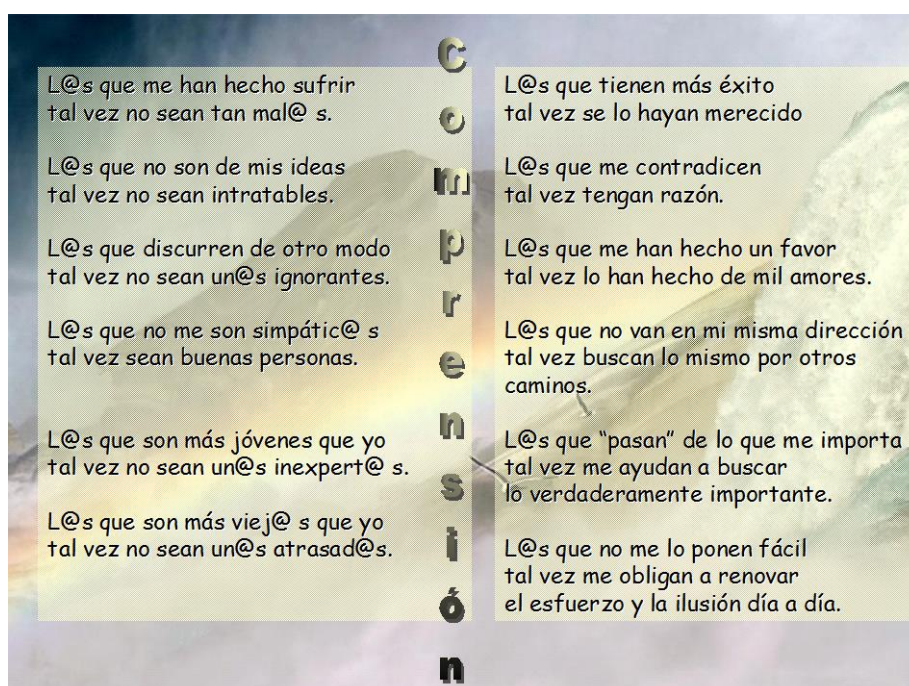 Comprensión
L@s que me han hecho sufrir
tal vez no sean tan mal@ s.
L@s que no son de mis ideas
tal vez no sean intratables.
L@s que discurren de otro modo
tal vez no sean un@s ignorantes.
L@s que no me son simpátic@ s
tal vez sean buenas personas.
L@s que son más jóvenes que yo
tal vez no sean un@s inexpert@ s.
L@s que son más viej@ s que yo
tal vez no sean un@s atrasad@s.
L@s que tienen más éxito
tal vez se lo hayan merecido
L@s que me contradicen
tal vez tengan razón.
L@s que me han hecho un favor
tal vez lo han hecho de mil amores.
L@s que no van en mi misma dirección
tal vez buscan lo mismo por otros
caminos.
L@s que “pasan” de lo que me importa
tal vez me ayudan a buscar
lo verdaderamente importante.
L@s que no me lo ponen fácil
tal vez me obligan a renovar
el esfuerzo y la ilusión día a día.